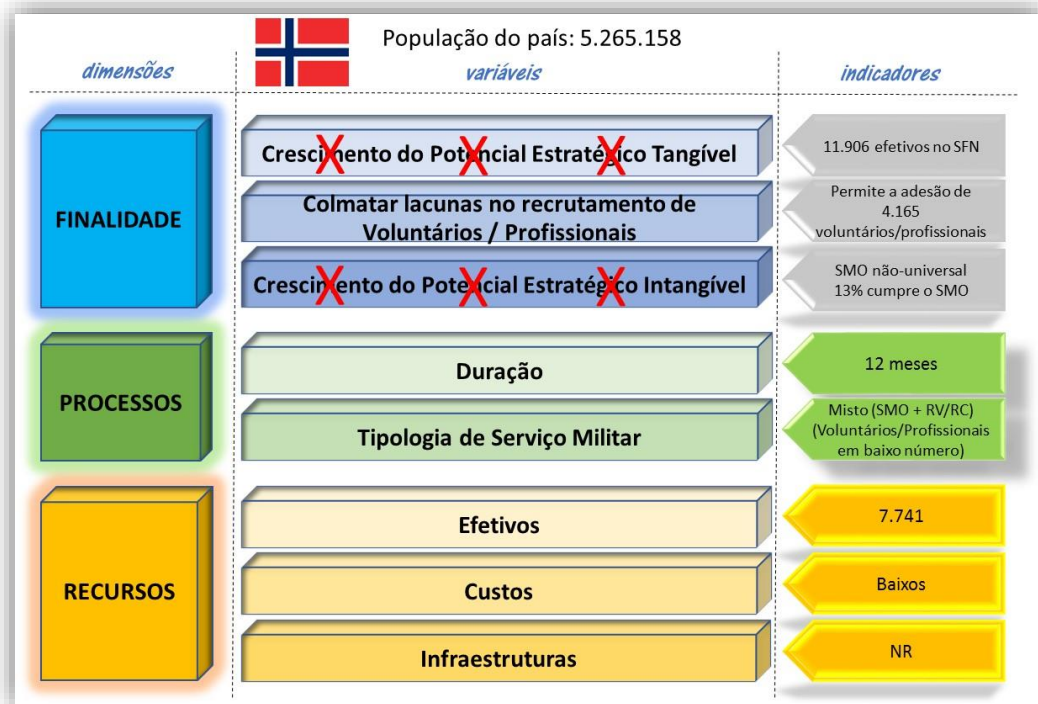 População do país: 5.265.158
dimensões
variáveis
indicadores
FINALIDADE
Crescimento do Potencial Estratégico Tangível
X X X
11.906 efetivos no SFN
Colmatar lacunas no recrutamento de
Voluntários / Profissionais
Permite a adesão de
4.165
voluntários/profissionais
Crescimento do Potencial Estratégico Intangível
X X X
SMO não-universal
13% cumpre o SMO
PROCESSOS
Duração
12 meses
Tipologia de Serviço Militar
Misto (SMO + RV/RC)
(Voluntários/Profissionais
em baixo número)
RECURSOS
Efetivos
7.741
Custos
Baixos
Infraestruturas
NR